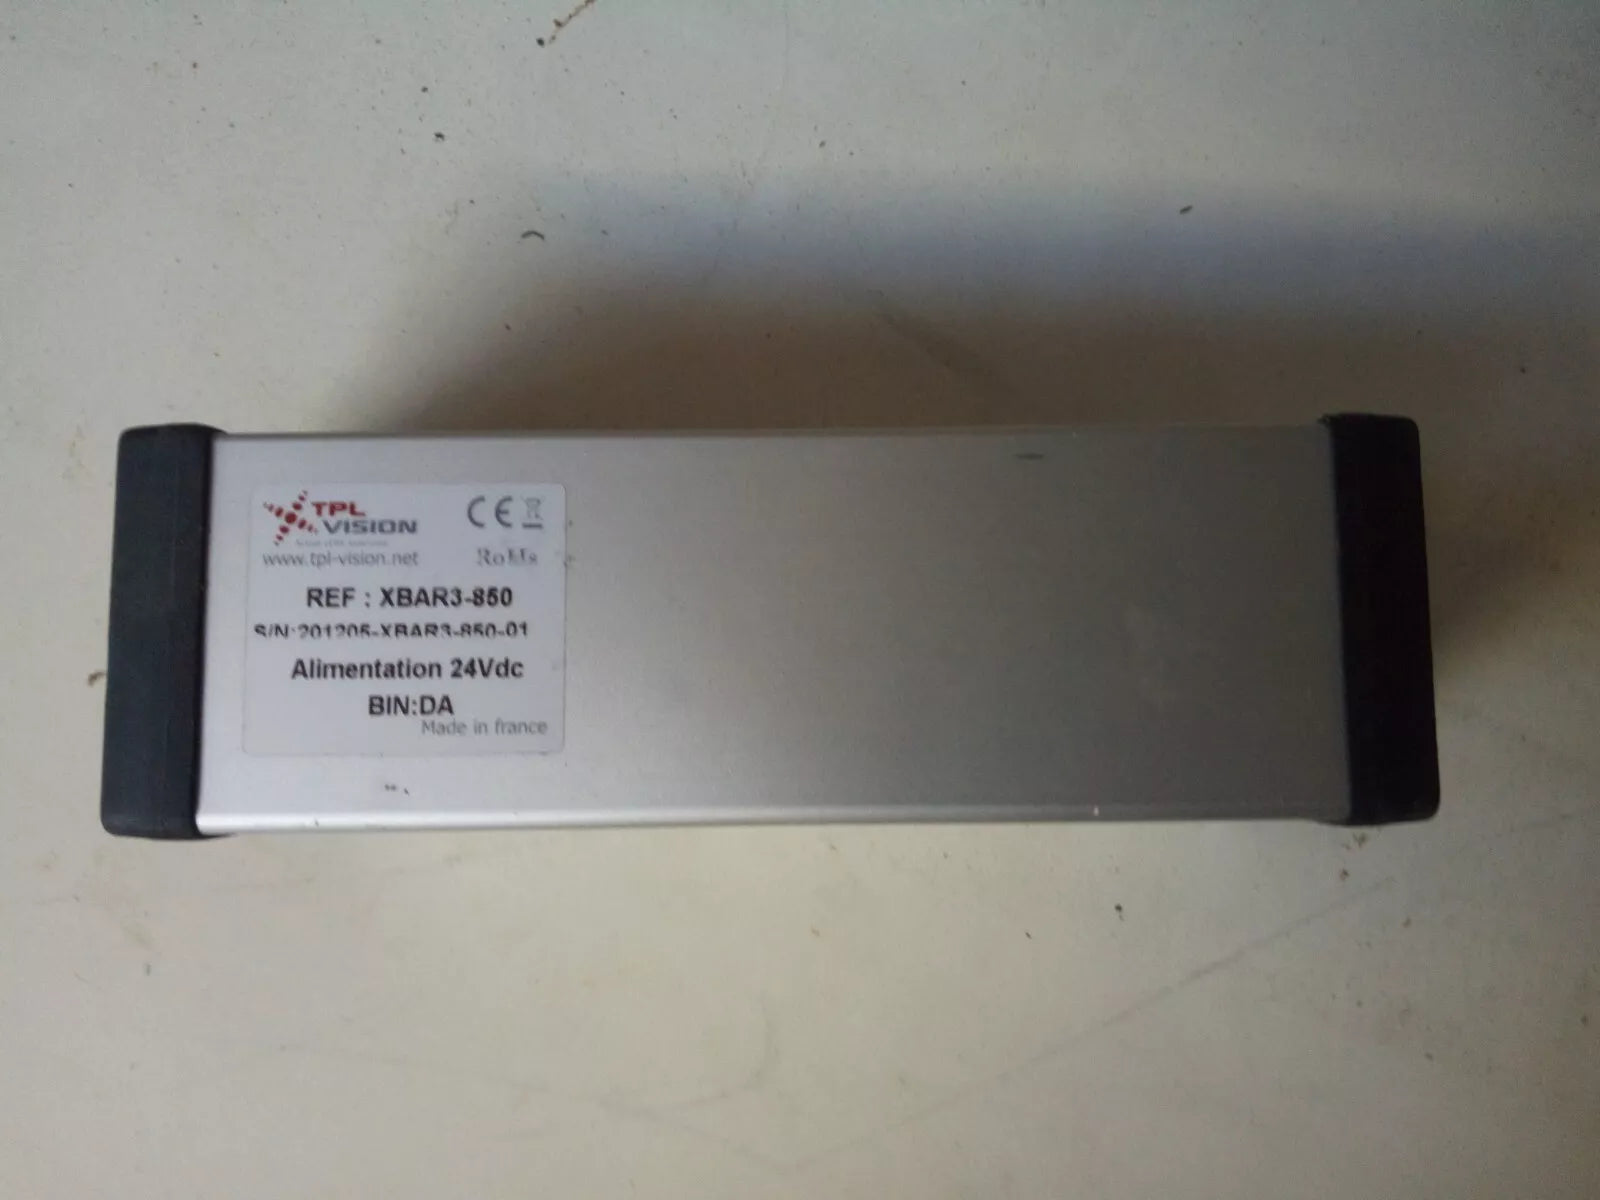 TPL
VISION
CE
www.tpl-vision.net
RoHs
REF : XBAR3-850
S/N:201205-XBAR3-850-01
Alimentation 24Vdc
BIN:DA
Made in france